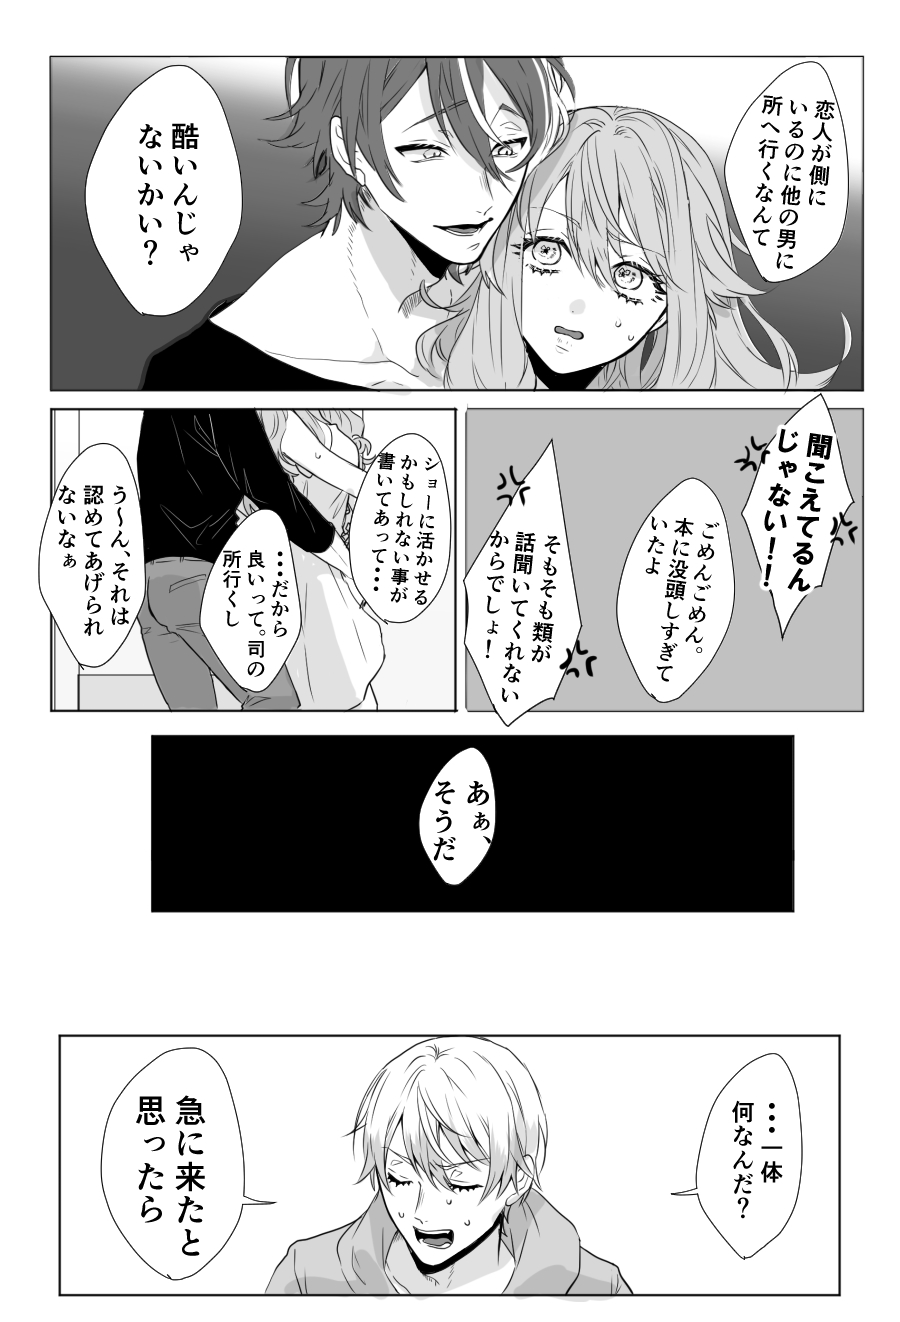 恋人が側に
いるのに他の男に
所へ行くなんて
酷いんじゃ
ないかい？
聞こえてるん
じゃない！！
ごめんごめん。
本に没頭しすぎて
いたよ
そもそも類が
話聞いてくれない
からでしょ！
ショーに活かせる
かもしれない事が
書いてあって・・・
・・・だから
良いって。司の
所行くし
う〜ん、それは
認めてあげられ
ないなぁ
あぁ、
そうだ
・・・一体
何なんだ？
急に来たと
思ったら